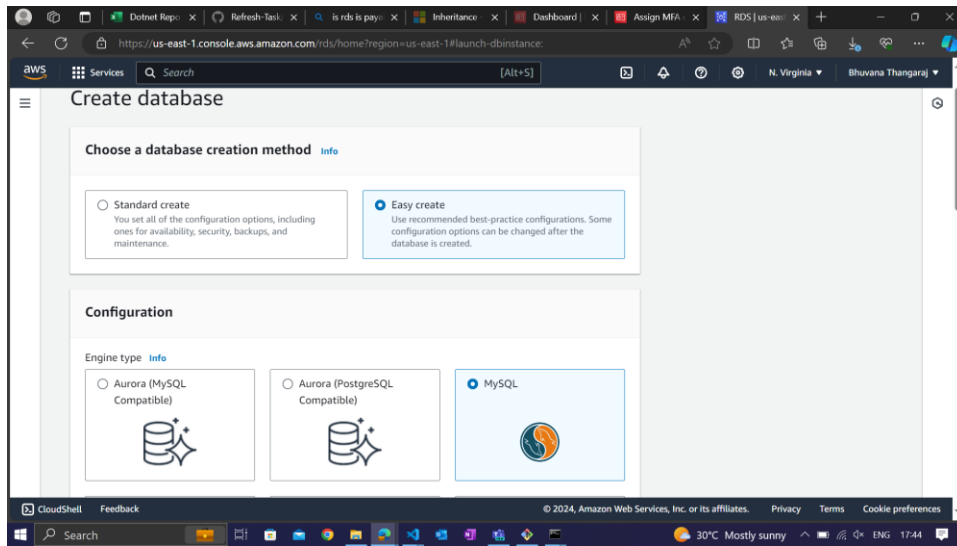 Dotnet Repo
Refresh-Task
is rds is paya
Inheritance
Dashboard |
Assign MFA
RDS | us-eas
https://us-east-1.console.aws.amazon.com/rds/home?region=us-east-1#launch-dbinstance:
aws
Services
Search
[Alt+S]
N. Virginia
Bhuvana Thangaraj
Create database
Choose a database creation method Info
Standard create
You set all of the configuration options, including
ones for availability, security, backups, and
maintenance.
Easy create
Use recommended best-practice configurations. Some
configuration options can be changed after the
database is created.
Configuration
Engine type Info
Aurora (MySQL
Compatible)
Aurora (PostgreSQL
Compatible)
MySQL
CloudShell
Feedback
© 2024, Amazon Web Services, Inc. or its affiliates.
Privacy
Terms
Cookie preferences
Search
30°C Mostly sunny
ENG
17:44